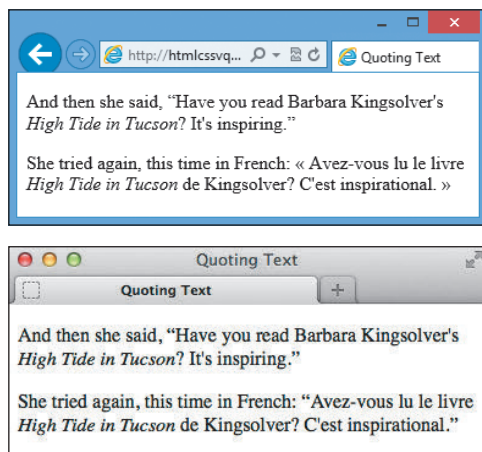 http://htmlcssvq...
Quoting Text
And then she said, “Have you read Barbara Kingsolver's
High Tide in Tucson? It's inspiring.”
She tried again, this time in French: « Avez-vous lu le livre
High Tide in Tucson de Kingsolver? C'est inspirational. »
Quoting Text
Quoting Text
And then she said, “Have you read Barbara Kingsolver's
High Tide in Tucson? It's inspiring.”
She tried again, this time in French: “Avez-vous lu le livre
High Tide in Tucson de Kingsolver? C'est inspirational.”